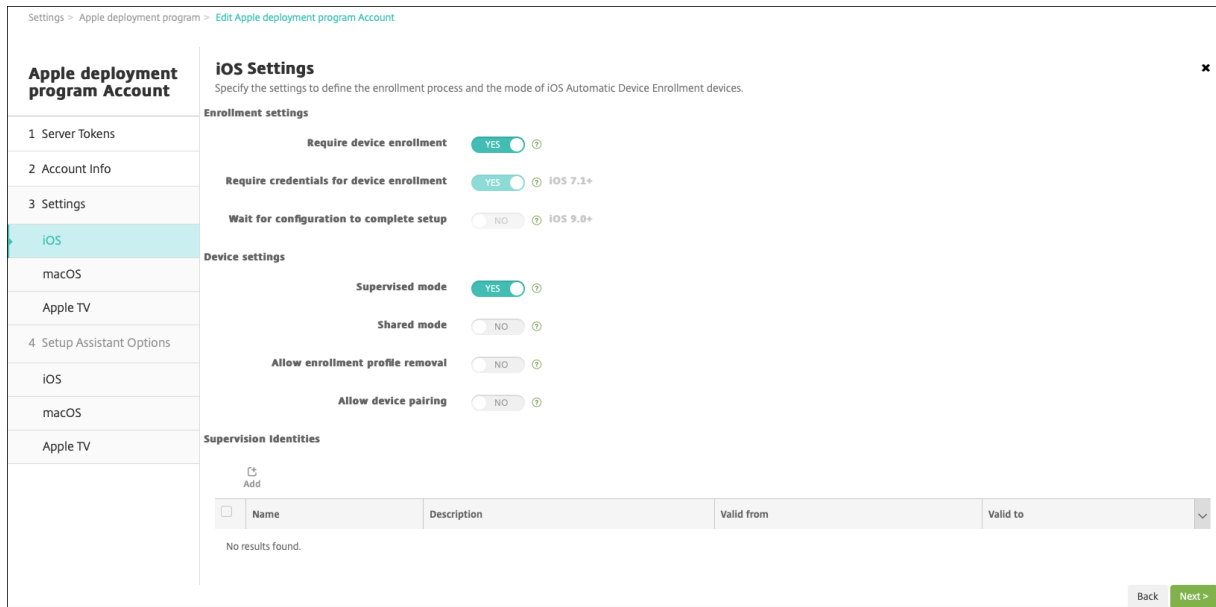 Settings > Apple deployment program > Edit Apple deployment program Account
Apple deployment
program Account
1 Server Tokens
2 Account Info
3 Settings
iOS
macOS
Apple TV
4 Setup Assistant Options
iOS
macOS
Apple TV
iOS Settings
Specify the settings to define the enrollment process and the mode of iOS Automatic Device Enrollment devices.
Enrollment settings
Require device enrollment YES
Require credentials for device enrollment YES iOS 7.1+
Wait for configuration to complete setup NO iOS 9.0+
Device settings
Supervised mode YES
Shared mode NO
Allow enrollment profile removal NO
Allow device pairing NO
Supervision Identities
Add
Name Description Valid from Valid to
No results found.
Back Next >